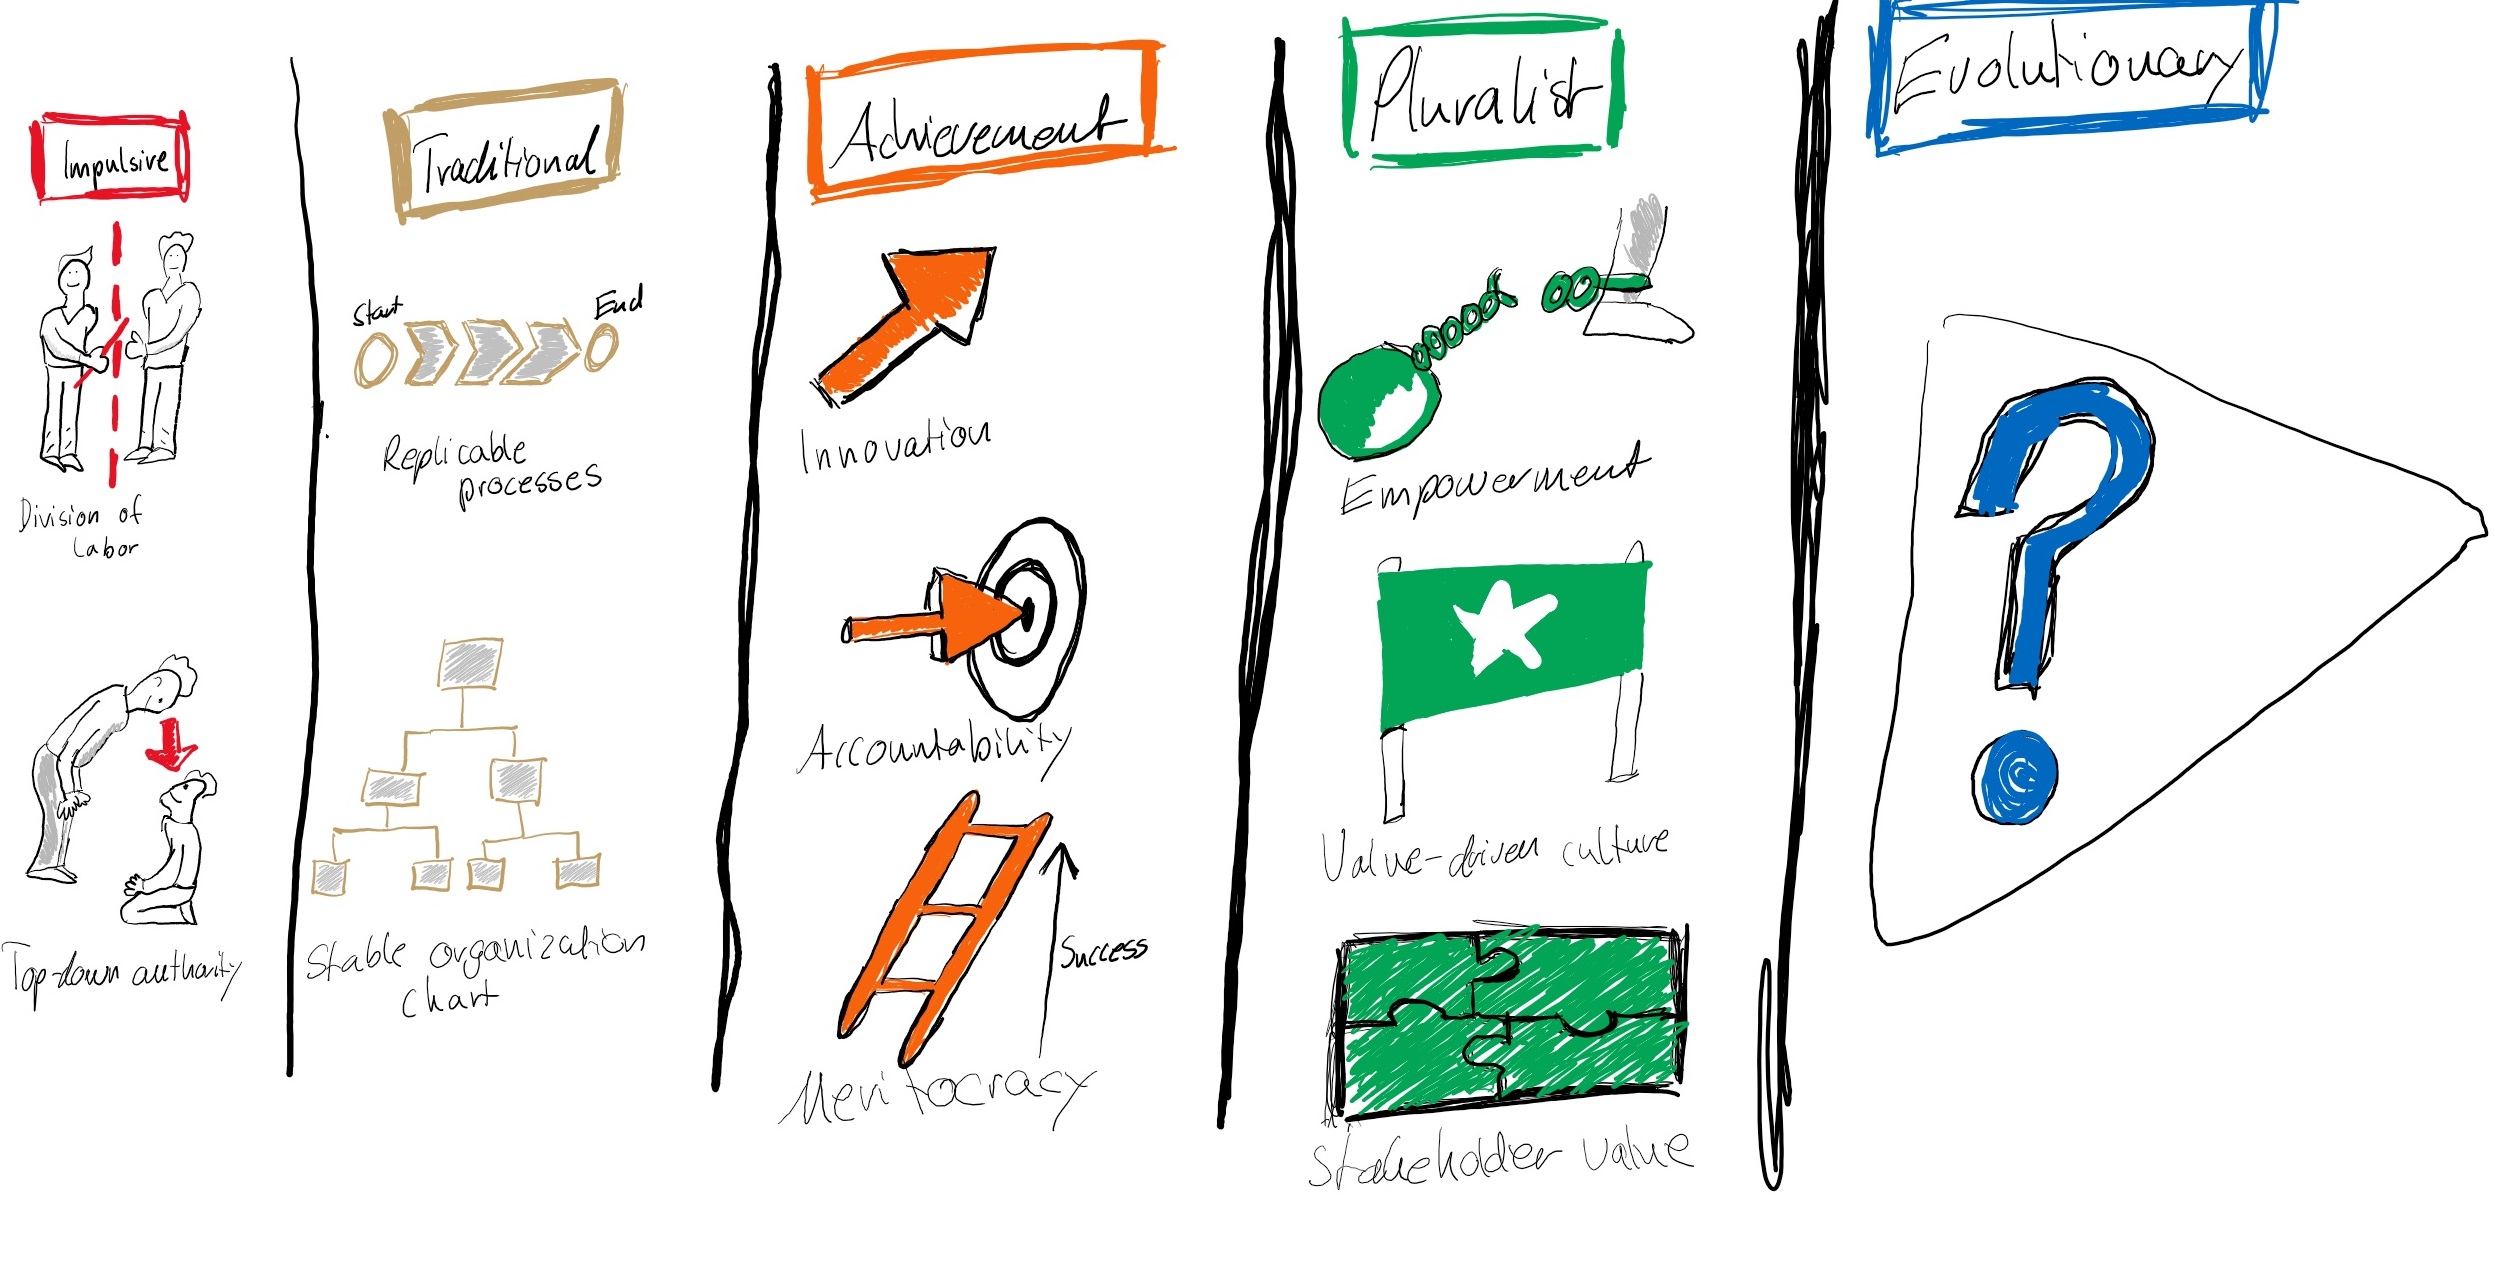 Impulsive
Division of
Labor
Top-down authority
Traditional
Start
End
Replicable
processes
Stable organization
chart
Achievement
Innovation
Accountability
Success
Meritocracy
Pluralist
Empowerment
Value-driven culture
Stakeholder value
Evolutionary